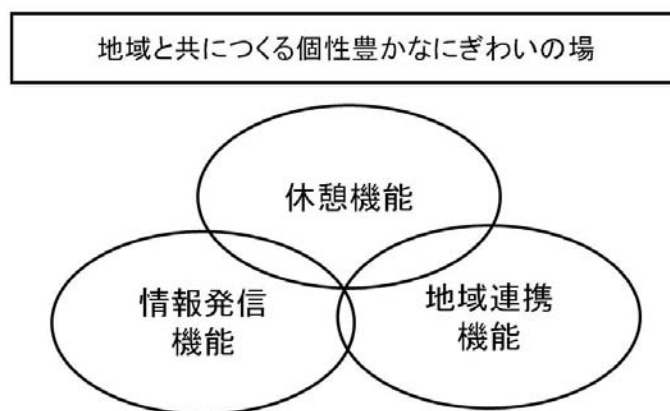 地域と共につくる個性豊かなにぎわいの場
休憩機能
情報発信
機能
地域連携
機能